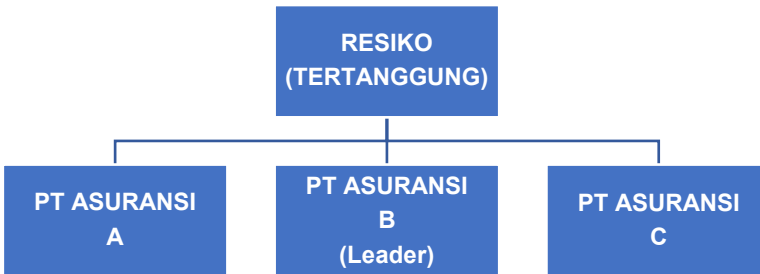 RESIKO
(TERTANGGUNG)
PT ASURANSI
A
PT ASURANSI
B
(Leader)
PT ASURANSI
C